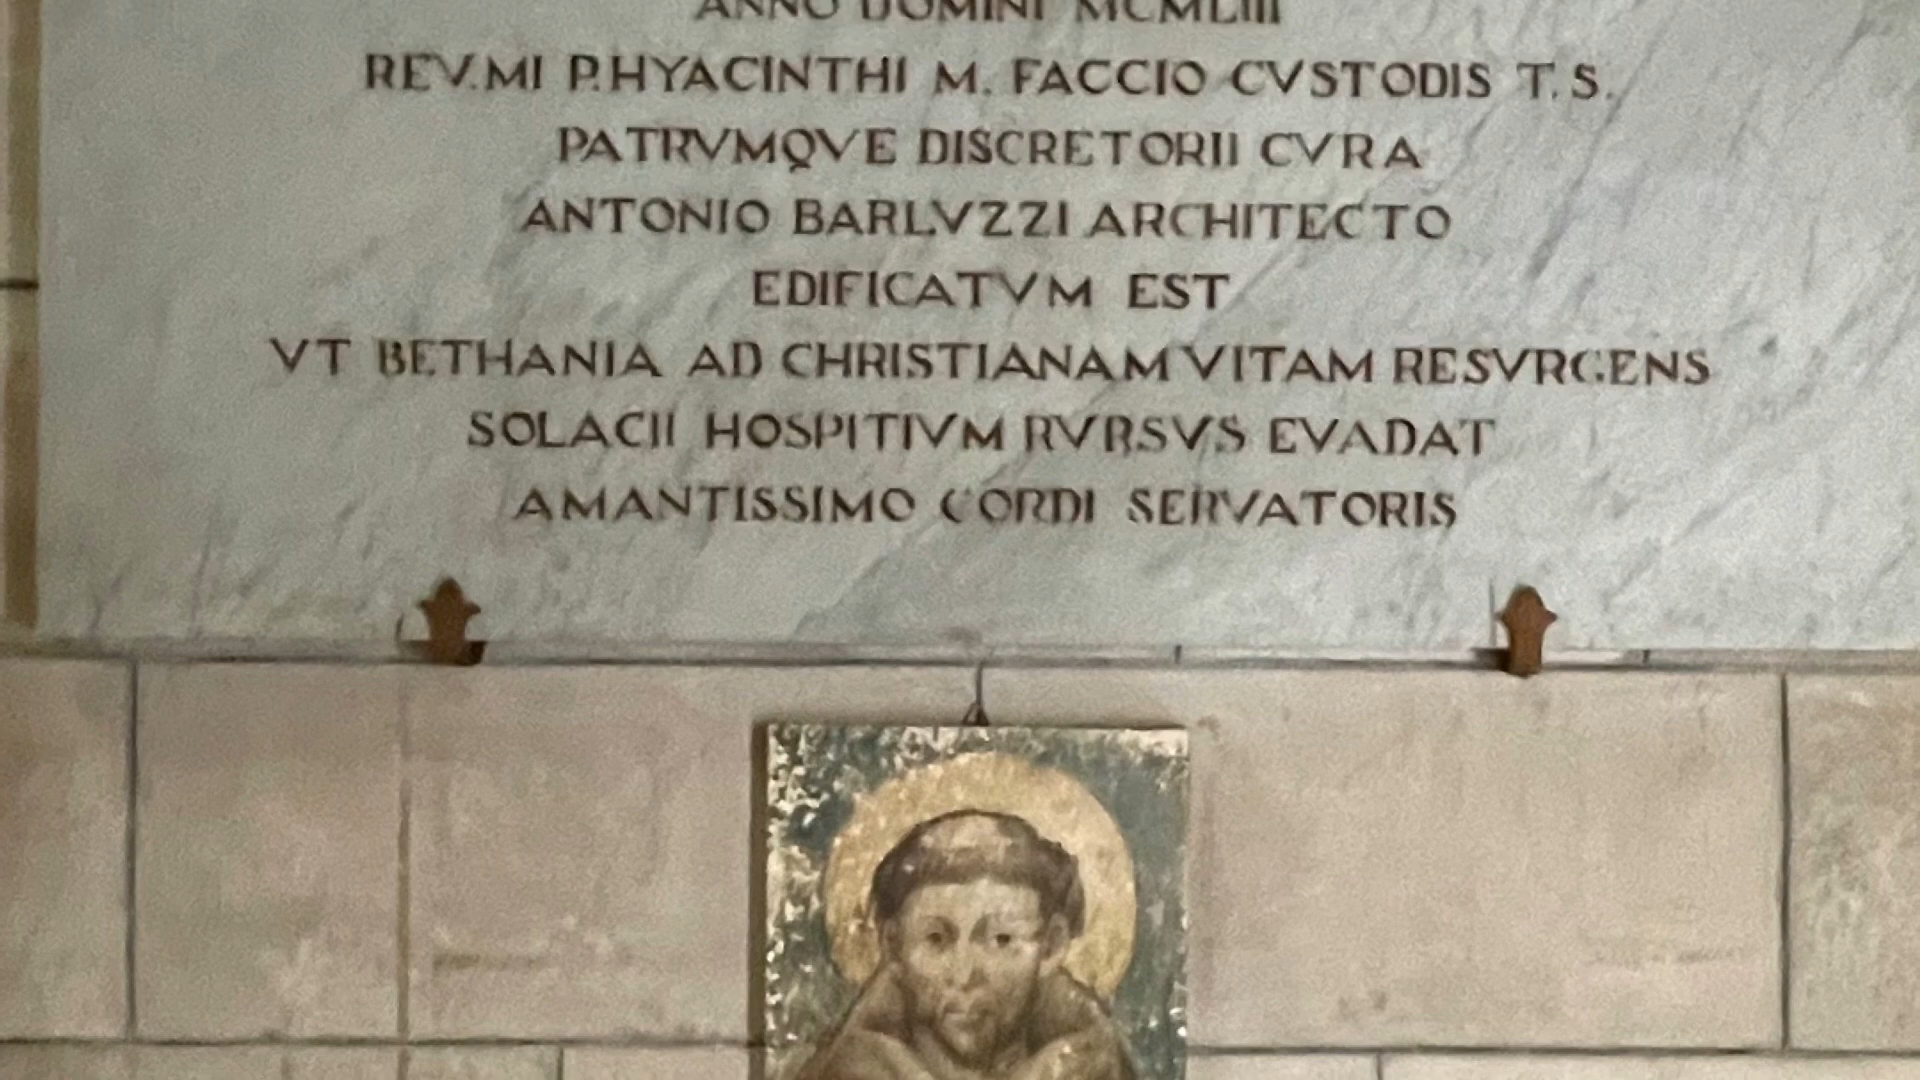 ANNO DOMINI MCMLIII
REV.MI P.HYACINTHI M. FACCIO CVSTODIS T.S.
PATRVMQVE DISCRETORII CVRA
ANTONIO BARLVZZI ARCHITECTO
EDIFICATVM EST
VT BETHANIA AD CHRISTIANAM VITAM RESVRGENS
SOLACII HOSPITIVM RVRSVS EVADAT
AMANTISSIMO CORDI SERVATORIS